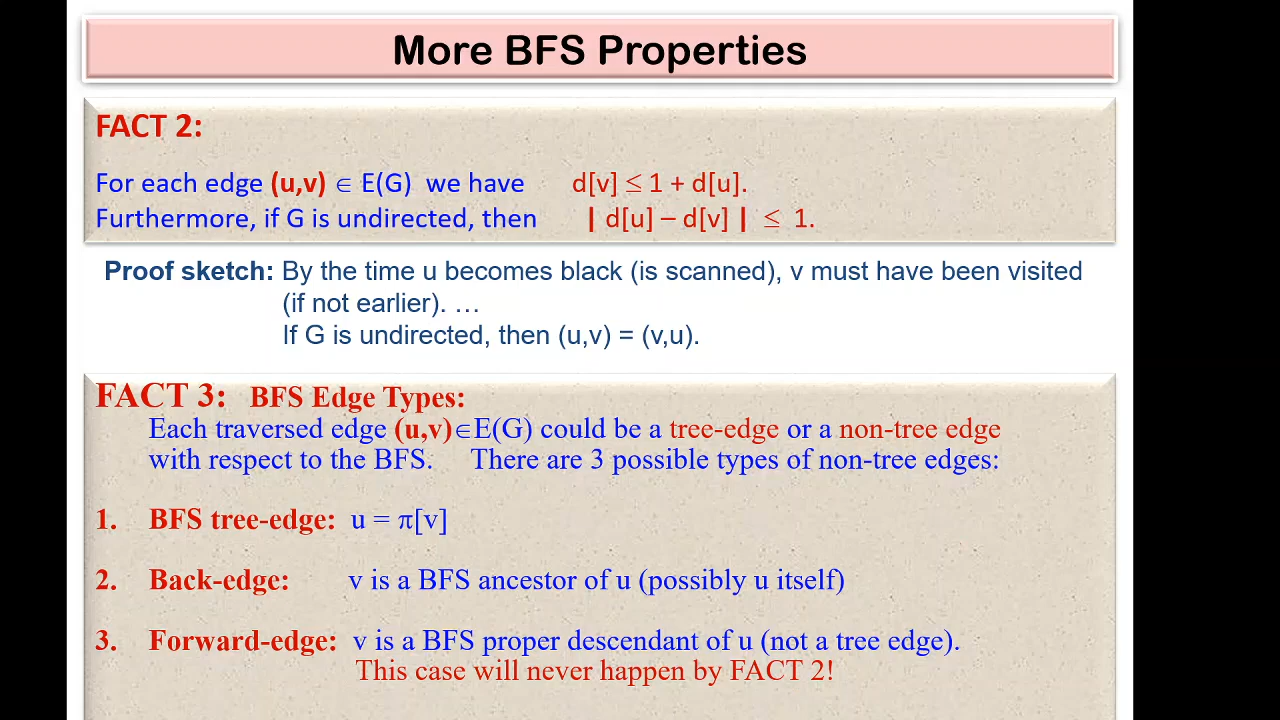 More BFS Properties
FACT 2:
For each edge (u,v) ∈ E(G) we have d[v] ≤ 1 + d[u].
Furthermore, if G is undirected, then | d[u] – d[v] | ≤ 1.
Proof sketch: By the time u becomes black (is scanned), v must have been visited
(if not earlier). …
If G is undirected, then (u,v) = (v,u).
FACT 3: BFS Edge Types:
Each traversed edge (u,v)∈E(G) could be a tree-edge or a non-tree edge
with respect to the BFS. There are 3 possible types of non-tree edges:
1. BFS tree-edge: u = π[v]
2. Back-edge: v is a BFS ancestor of u (possibly u itself)
3. Forward-edge: v is a BFS proper descendant of u (not a tree edge).
This case will never happen by FACT 2!